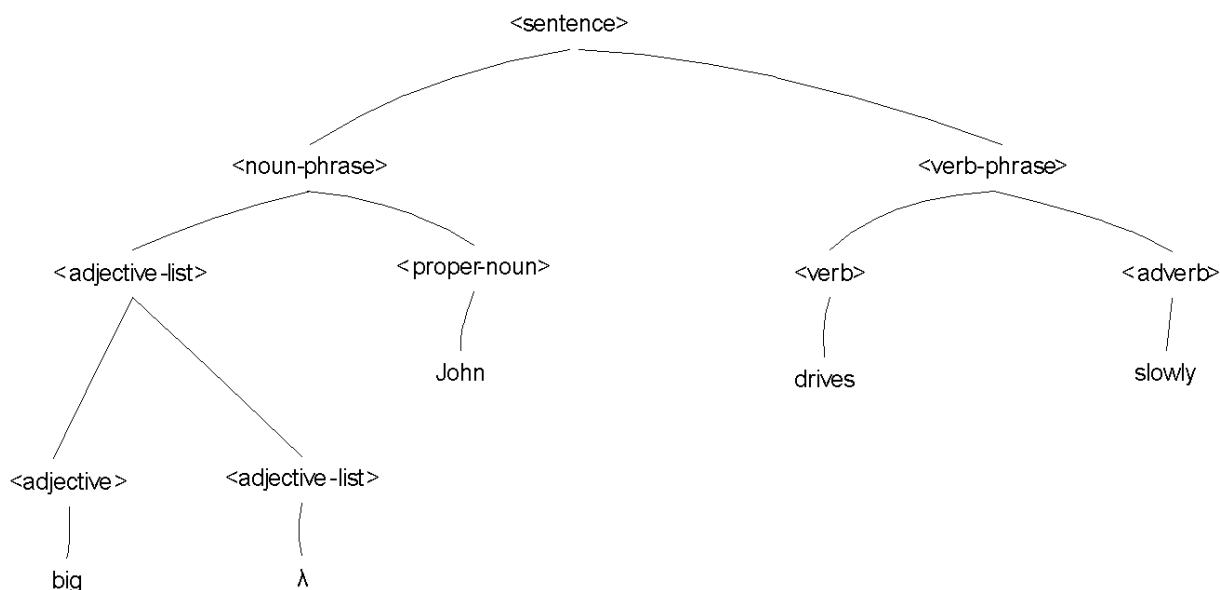 <sentence>
<noun-phrase> <verb-phrase>
<adjective-list> <proper-noun> <verb> <adverb>
John drives slowly
<adjective> <adjective-list>
big λ